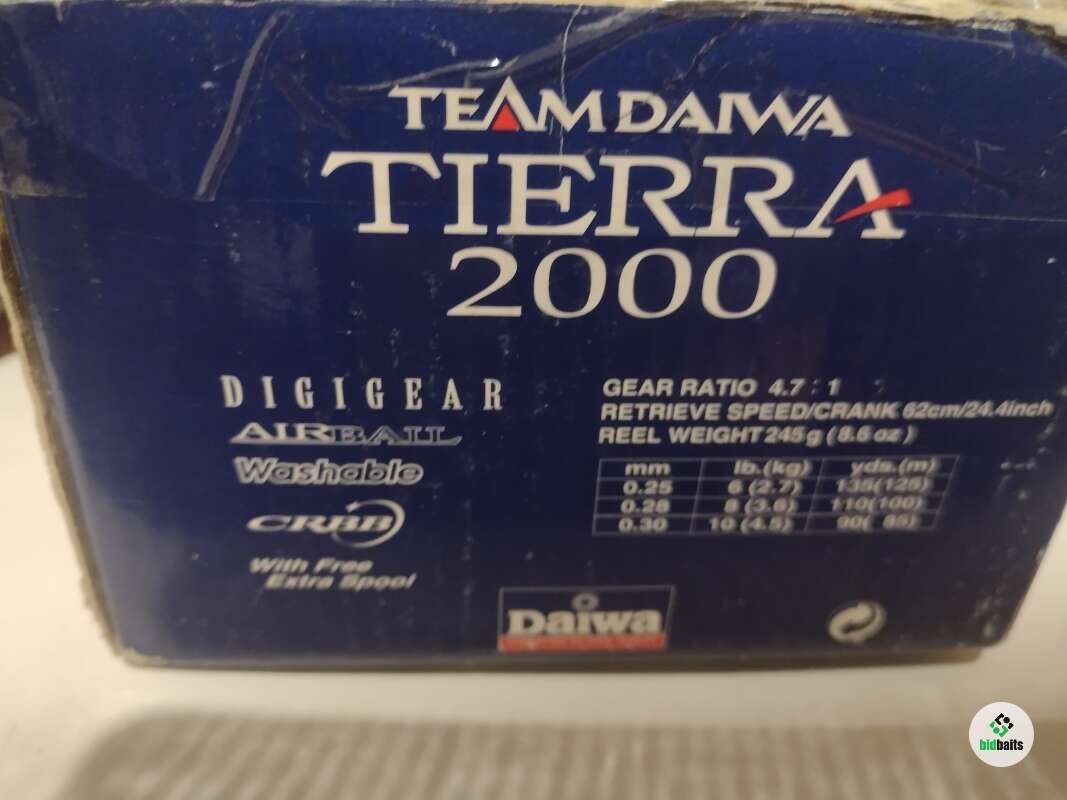 TEAM DAIWA
TIERRA
2000
DIGIGEAR
AIRBAIL
Washable
CRBB
With Free
Extra Spool
GEAR RATIO 4.7 : 1
RETRIEVE SPEED/CRANK 62cm/24.4inch
REEL WEIGHT 245g (8.6 oz)
mm lb.(kg) yds.(m)
0.25 6 (2.7) 135(125)
0.28 8 (3.6) 110(100)
0.30 10 (4.5) 90( 85)
Daiwa
bidbaits